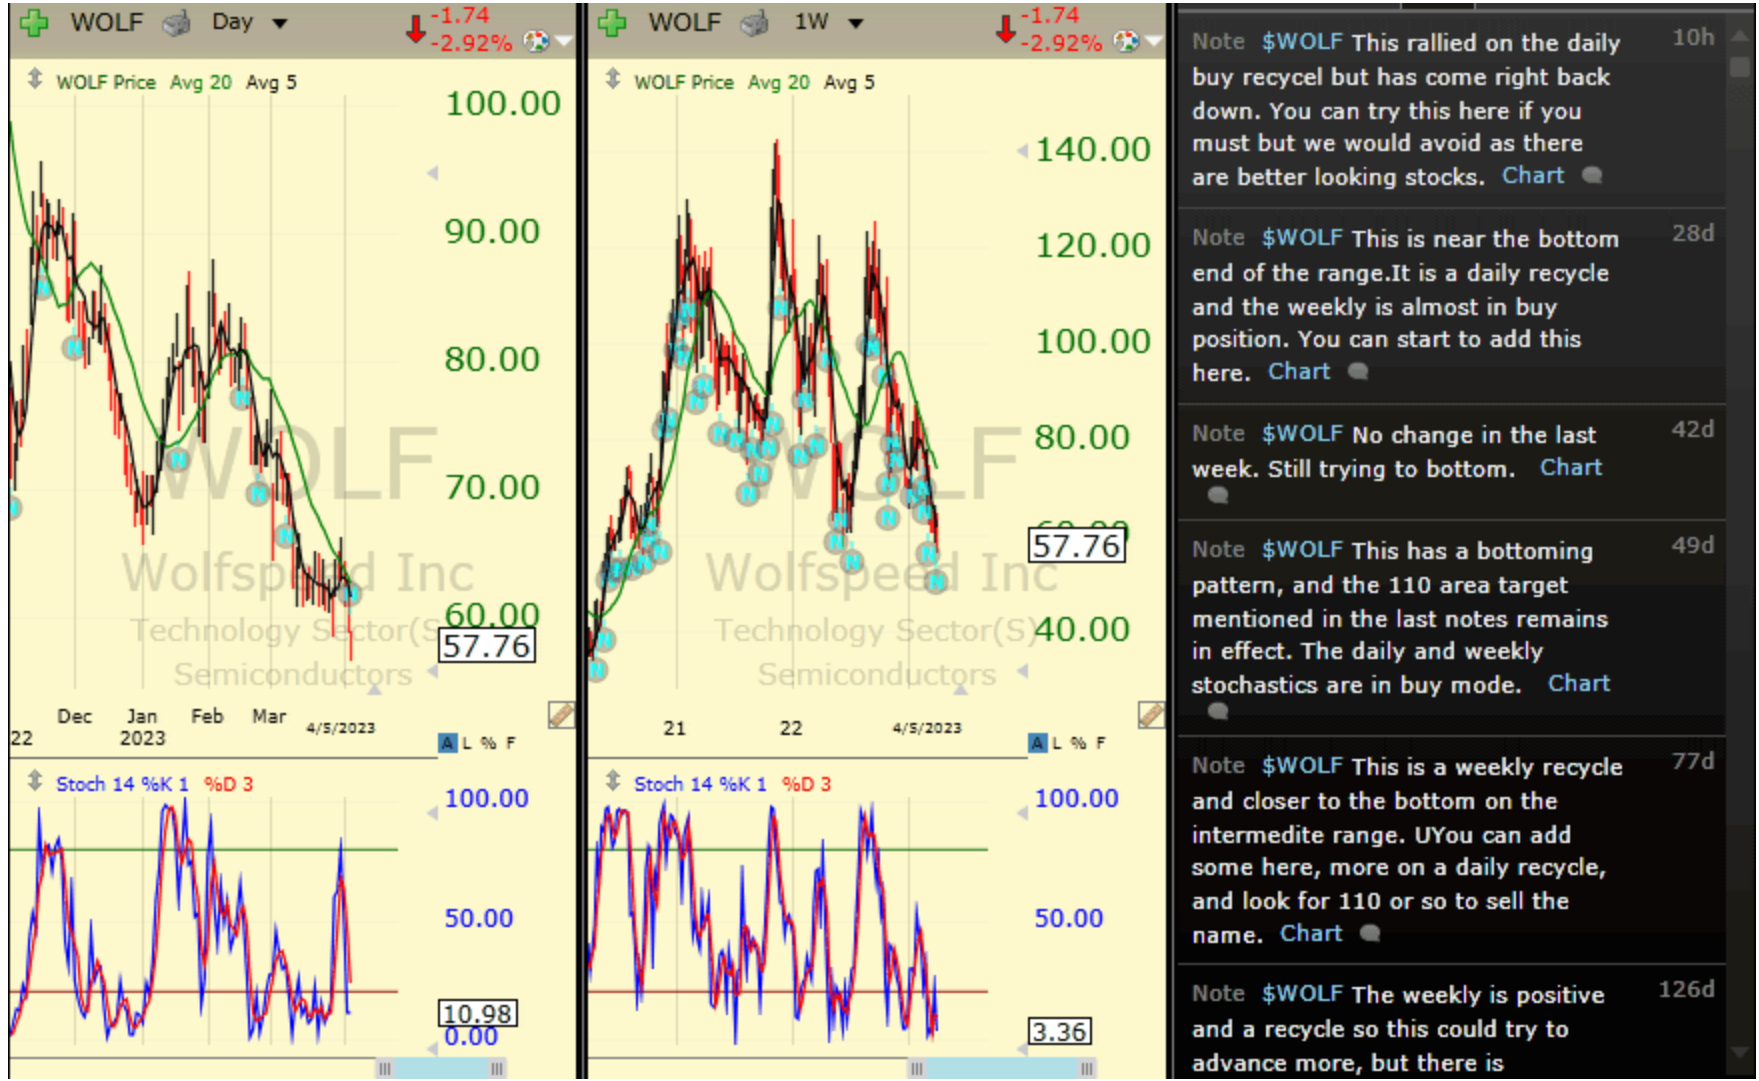 WOLF Day -1.74
-2.92%
WOLF Price Avg 20 Avg 5
100.00
90.00
80.00
70.00
60.00
57.76
WOLF
Wolfspeed Inc
Technology Sector(S)
Semiconductors
Dec Jan Feb Mar 4/5/2023
22 2023
A L % F
Stoch 14 %K 1 %D 3
100.00
50.00
10.98
0.00
WOLF 1W -1.74
-2.92%
WOLF Price Avg 20 Avg 5
140.00
120.00
100.00
80.00
60.00
57.76
40.00
WOLF
Wolfspeed Inc
Technology Sector(S)
Semiconductors
21 22 4/5/2023
A L % F
Stoch 14 %K 1 %D 3
100.00
50.00
3.36
Note $WOLF This rallied on the daily 10h
buy recycel but has come right back
down. You can try this here if you
must but we would avoid as there
are better looking stocks. Chart
Note $WOLF This is near the bottom 28d
end of the range.It is a daily recycle
and the weekly is almost in buy
position. You can start to add this
here. Chart
Note $WOLF No change in the last 42d
week. Still trying to bottom. Chart
Note $WOLF This has a bottoming 49d
pattern, and the 110 area target
mentioned in the last notes remains
in effect. The daily and weekly
stochastics are in buy mode. Chart
Note $WOLF This is a weekly recycle 77d
and closer to the bottom on the
intermedite range. UYou can add
some here, more on a daily recycle,
and look for 110 or so to sell the
name. Chart
Note $WOLF The weekly is positive 126d
and a recycle so this could try to
advance more, but there is